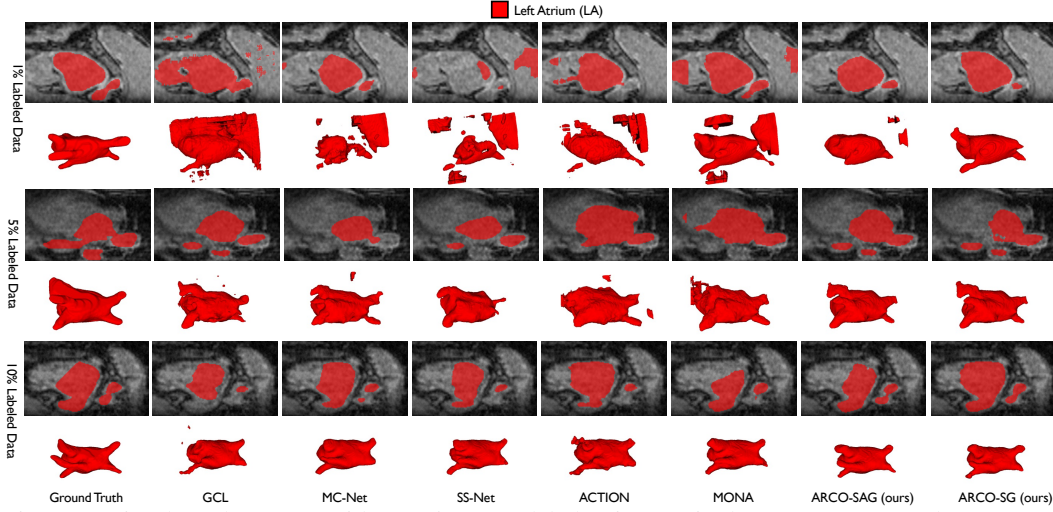 Left Atrium (LA)
1% Labeled Data
5% Labeled Data
10% Labeled Data
Ground Truth
GCL
MC-Net
SS-Net
ACTION
MONA
ARCO-SAG (ours)
ARCO-SG (ours)